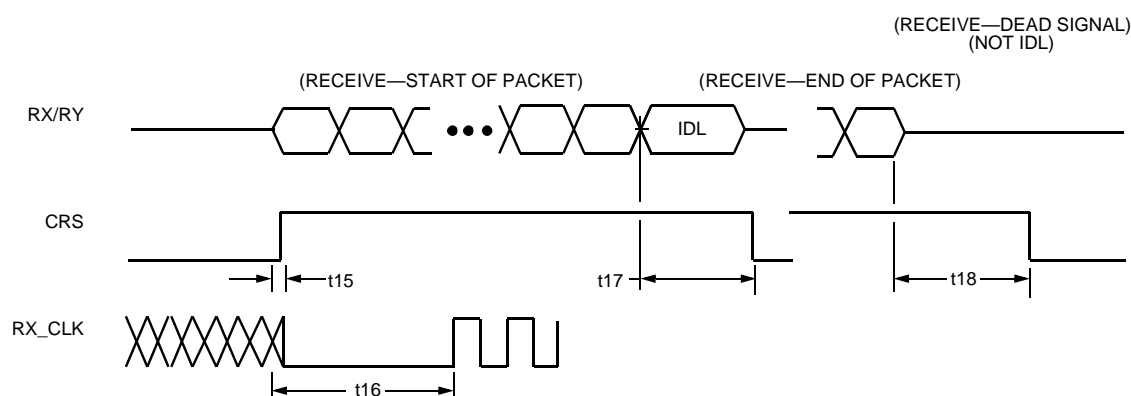 (RECEIVE—DEAD SIGNAL)
(NOT IDL)
(RECEIVE—START OF PACKET)
(RECEIVE—END OF PACKET)
RX/RY
IDL
CRS
t15
t17
t18
RX_CLK
t16